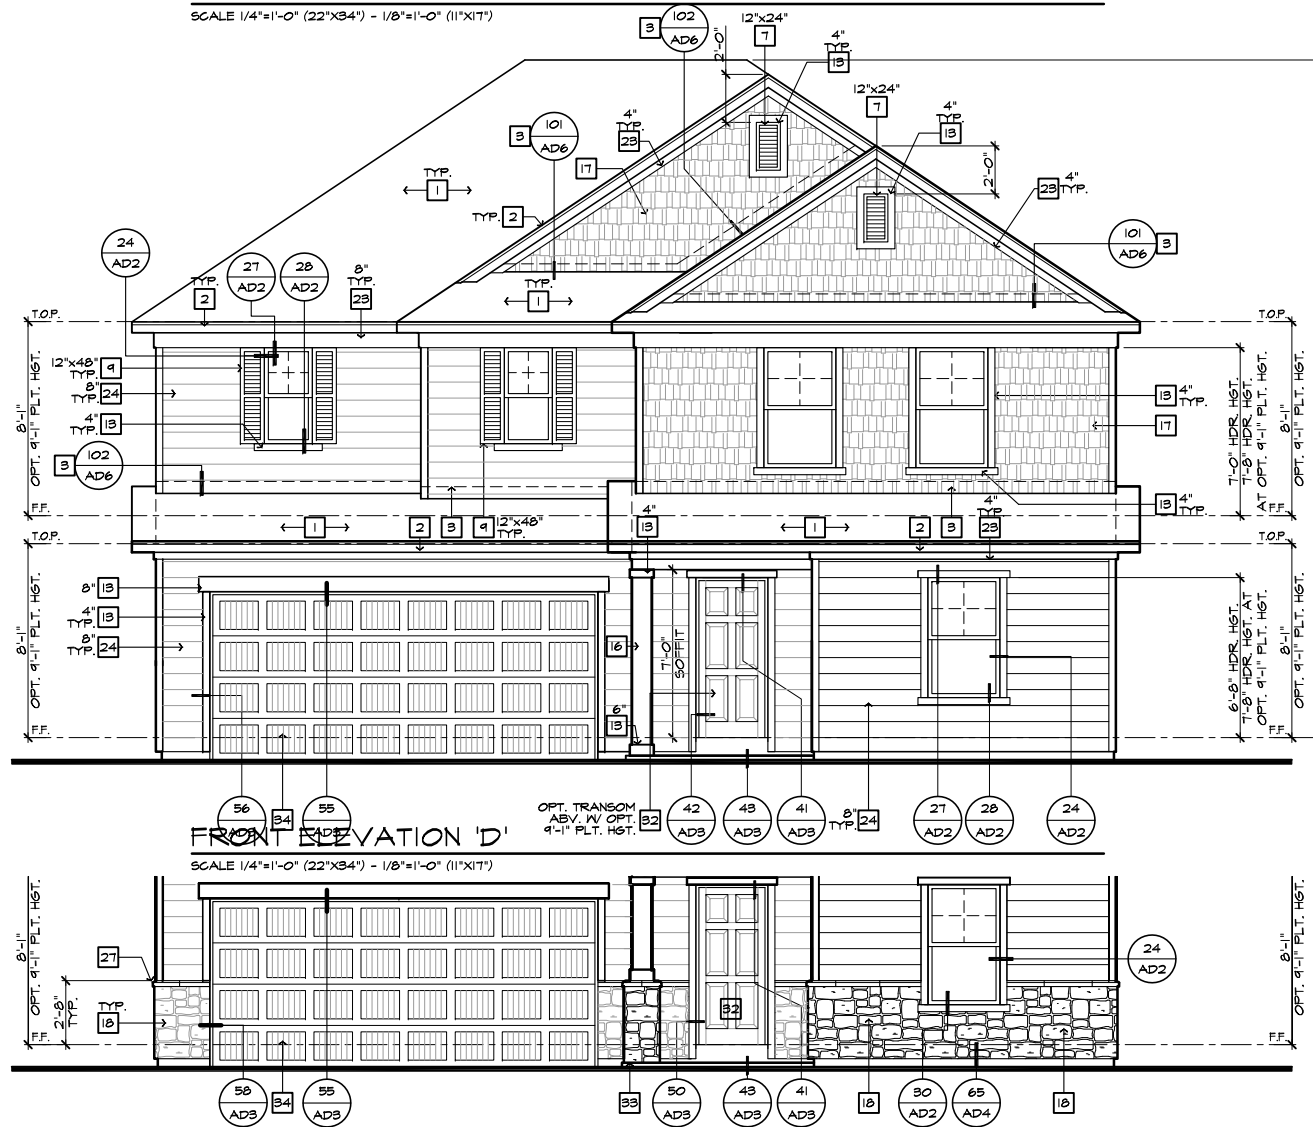 SCALE 1/4"=1'-0" (22"X34") - 1/8"=1'-0" (11"X17")
3
102
AD6
12"x24"
7
2'-0"
4"
TYP.
13
12"x24"
7
4"
TYP.
13
3
101
AD6
4"
TYP.
23
17
2'-0"
4"
23 TYP.
TYP.
1
TYP. 2
101
AD6
3
24
AD2
27
AD2
28
AD2
TYP.
2
8"
TYP.
23
TYP.
1
T.O.P.
T.O.P.
12"x48"
TYP. 9
8"
TYP. 24
4"
TYP. 13
3
102
AD6
8'-1"
OPT. 9'-1" PLT. HGT.
F.F.
4"
13 TYP.
17
4"
13 TYP.
7'-0" HDR. HGT.
7'-8" HDR. HGT.
AT OPT. 9'-1" PLT. HGT.
8'-1"
OPT. 9'-1" PLT. HGT.
F.F.
1
2
3
9
12"x48"
TYP.
4"
13
1
2
3
4"
TYP.
23
T.O.P.
T.O.P.
8" 13
4"
TYP. 13
8"
TYP. 24
8'-1"
OPT. 9'-1" PLT. HGT.
F.F.
16
6"
13
7'-0"
SOFFIT
6'-8" HDR. HGT.
7'-8" HDR. HGT. AT
OPT. 9'-1" PLT. HGT.
8'-1"
OPT. 9'-1" PLT. HGT.
F.F.
56
34
55
OPT. TRANSOM
ABV. W/ OPT.
9'-1" PLT. HGT.
32
42
AD3
43
AD3
41
AD3
8"
TYP. 24
27
AD2
28
AD2
24
AD2
FRONT ELEVATION 'D'
SCALE 1/4"=1'-0" (22"X34") - 1/8"=1'-0" (11"X17")
8'-1"
OPT. 9'-1" PLT. HGT.
27
2'-8"
TYP.
TYP.
18
F.F.
32
24
AD2
8'-1"
OPT. 9'-1" PLT. HGT.
F.F.
58
AD3
34
55
AD3
33
50
AD3
43
AD3
41
AD3
18
30
AD2
65
AD4
18